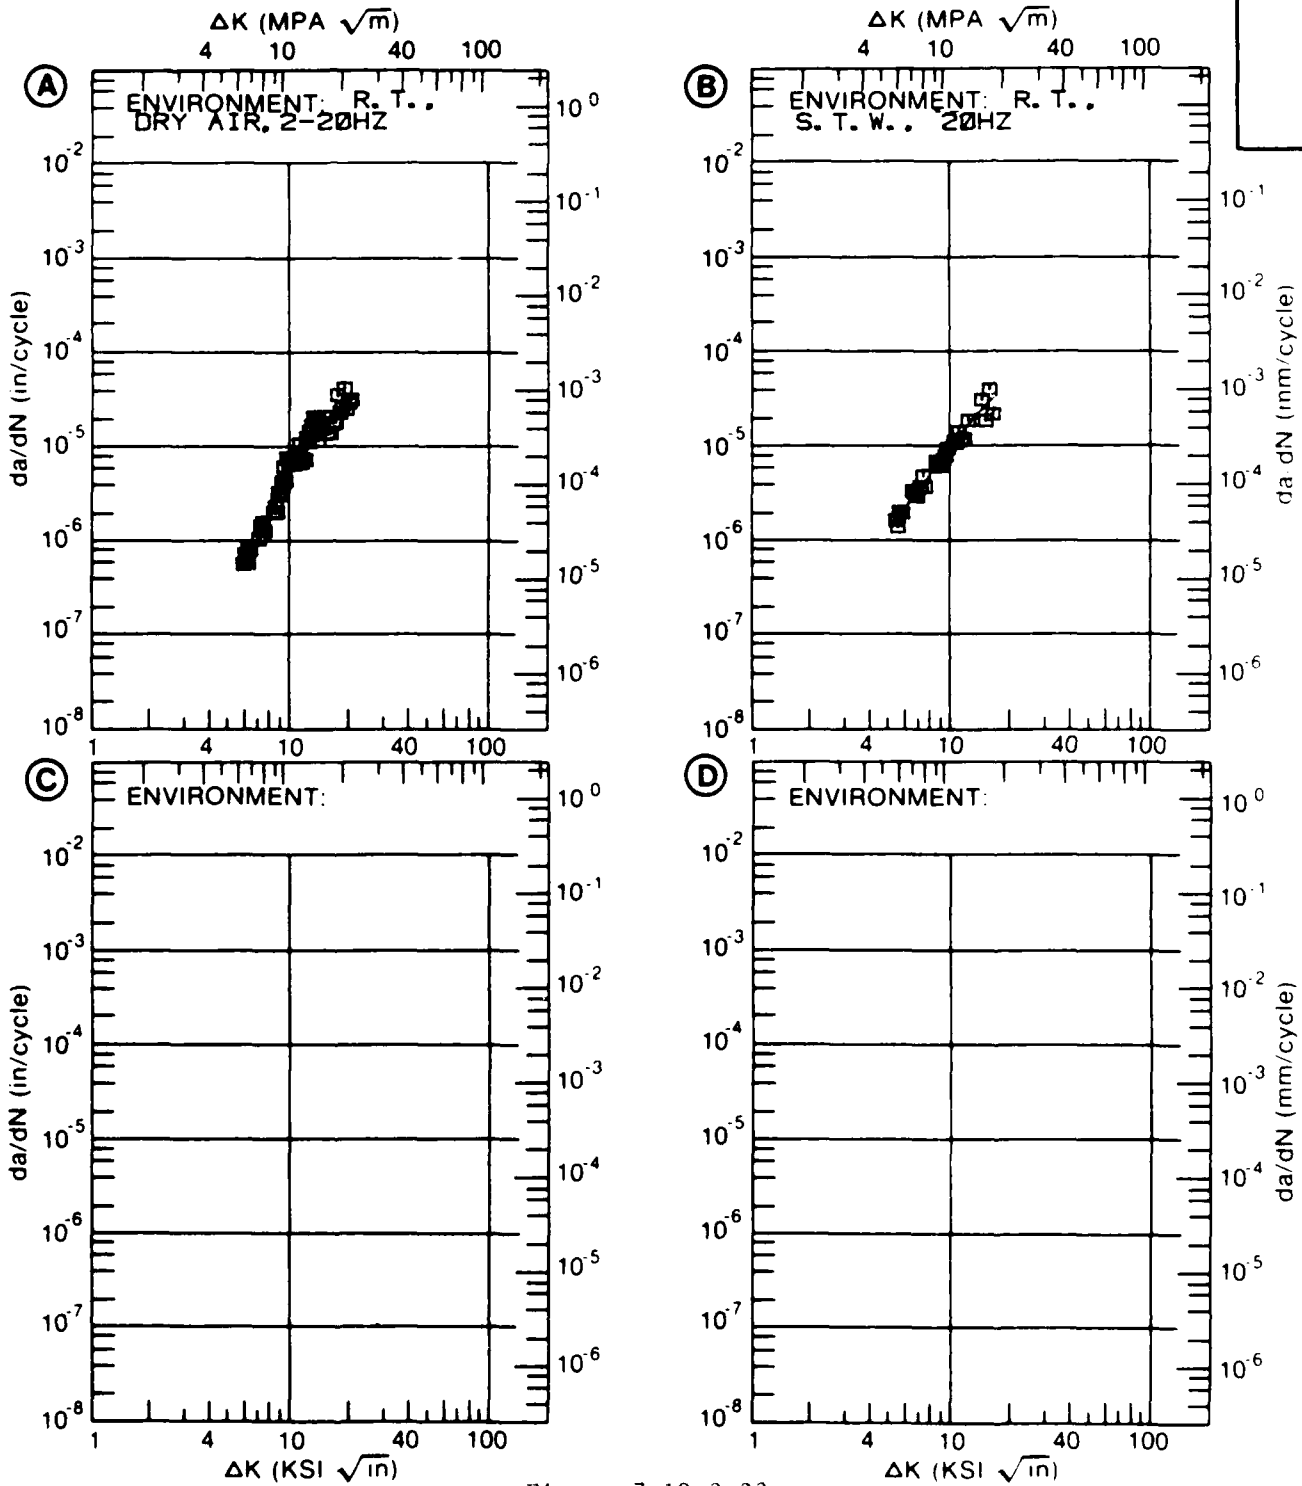 ΔK (MPA √m)
4 10 40 100
ΔK (MPA √m)
4 10 40 100
A
ENVIRONMENT: R. T.,
DRY AIR, 2-20HZ
da/dN (in/cycle)
10⁻²
10⁻³
10⁻⁴
10⁻⁵
10⁻⁶
10⁻⁷
10⁻⁸
10⁰
10⁻¹
10⁻²
10⁻³
10⁻⁴
10⁻⁵
10⁻⁶
1 4 10 40 100
B
ENVIRONMENT: R. T.,
S. T. W., 20HZ
10⁻²
10⁻³
10⁻⁴
10⁻⁵
10⁻⁶
10⁻⁷
10⁻⁸
10⁻¹
10⁻²
10⁻³
10⁻⁴
10⁻⁵
10⁻⁶
da dN (mm/cycle)
1 4 10 40 100
C
ENVIRONMENT:
da/dN (in/cycle)
10⁻²
10⁻³
10⁻⁴
10⁻⁵
10⁻⁶
10⁻⁷
10⁻⁸
10⁰
10⁻¹
10⁻²
10⁻³
10⁻⁴
10⁻⁵
10⁻⁶
1 4 10 40 100
ΔK (KSI √in)
D
ENVIRONMENT:
10⁻²
10⁻³
10⁻⁴
10⁻⁵
10⁻⁶
10⁻⁷
10⁻⁸
10⁰
10⁻¹
10⁻²
10⁻³
10⁻⁴
10⁻⁵
10⁻⁶
da/dN (mm/cycle)
1 4 10 40 100
ΔK (KSI √in)